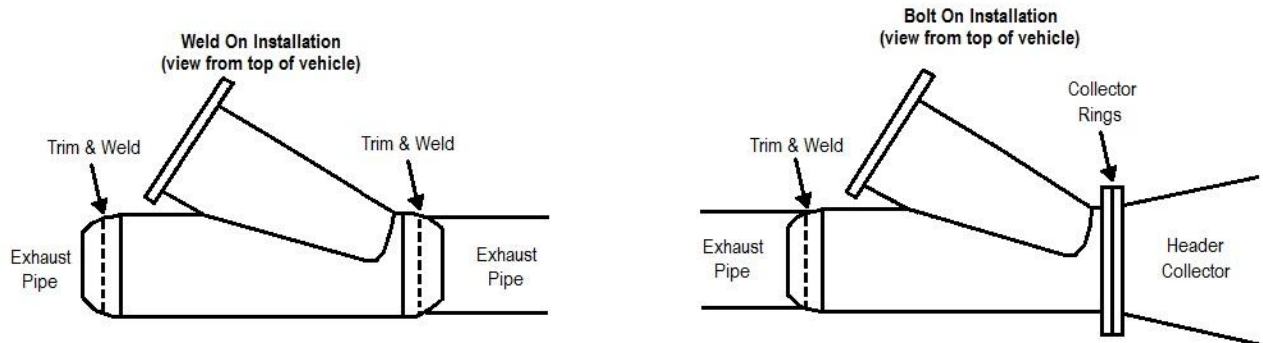 Weld On Installation
(view from top of vehicle)
Trim & Weld
Trim & Weld
Exhaust
Pipe
Exhaust
Pipe
Bolt On Installation
(view from top of vehicle)
Collector
Rings
Trim & Weld
Exhaust
Pipe
Header
Collector